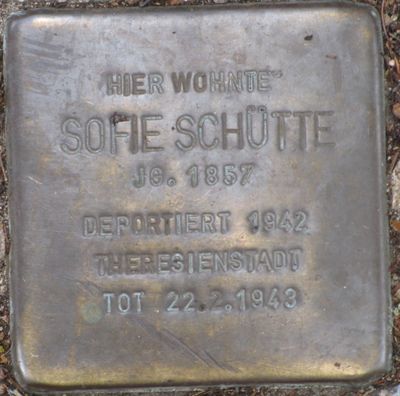 HIER WOHNTE
SOFIE SCHÜTTE
JG. 1857
DEPORTIERT 1942
THERESIENSTADT
TOT 22.2.1943